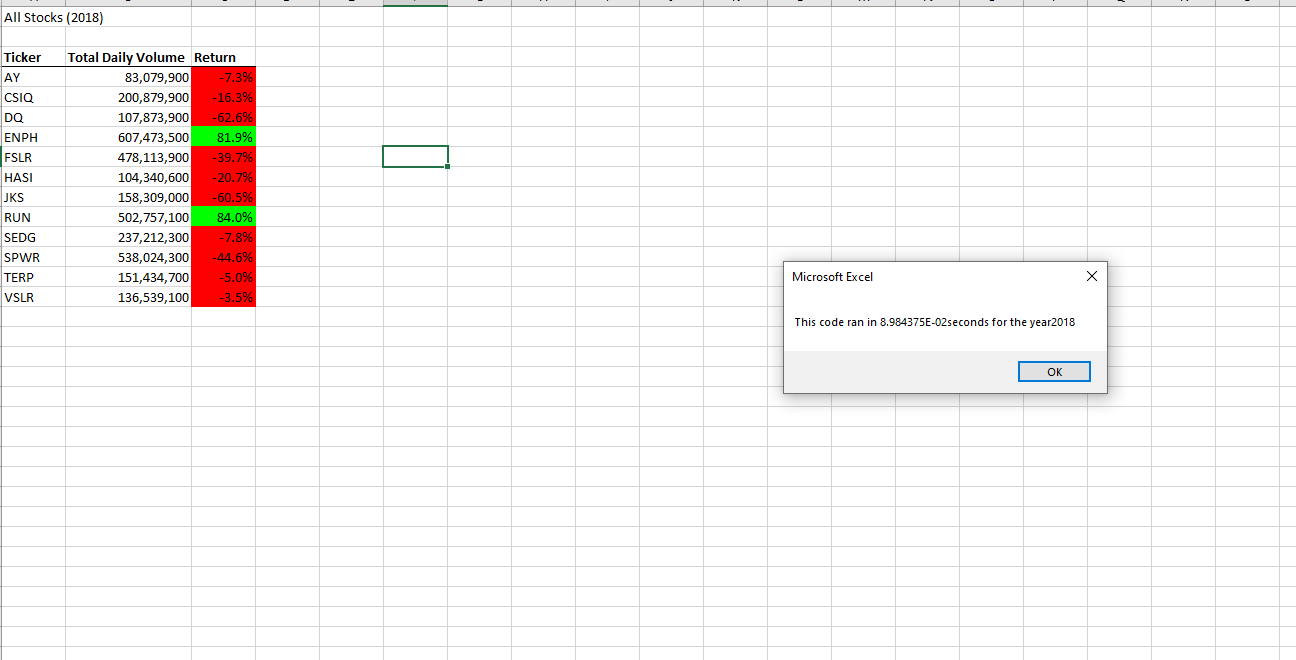 All Stocks (2018)
Ticker Total Daily Volume Return
AY 83,079,900 -7.3%
CSIQ 200,879,900 -16.3%
DQ 107,873,900 -62.6%
ENPH 607,473,500 81.9%
FSLR 478,113,900 -39.7%
HASI 104,340,600 -20.7%
JKS 158,309,000 -60.5%
RUN 502,757,100 84.0%
SEDG 237,212,300 -7.8%
SPWR 538,024,300 -44.6%
TERP 151,434,700 -5.0%
VSLR 136,539,100 -3.5%
Microsoft Excel
This code ran in 8.984375E-02seconds for the year2018
OK